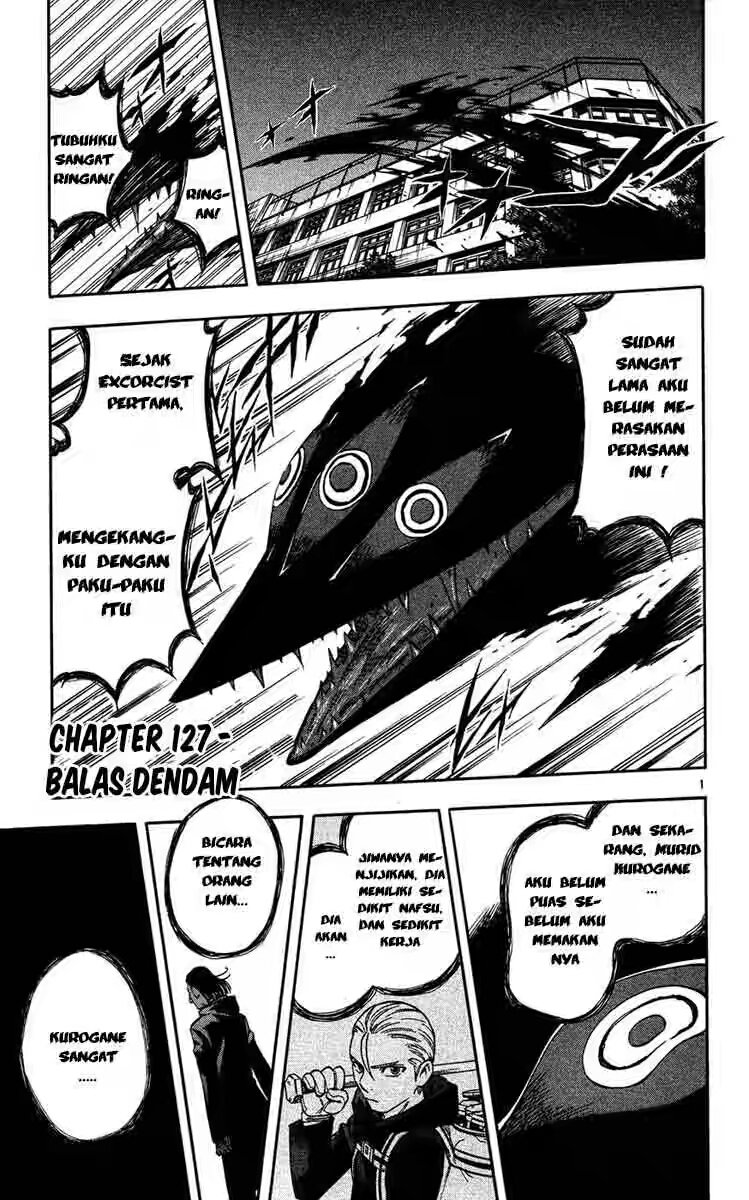 TUBUHKU
SANGAT
RINGAN!
RING-
AN!
SUDAH
SANGAT
LAMA AKU
BELUM ME-
RASAKAN
PERASAAN
INI !
SEJAK
EXCORCIST
PERTAMA,
MENGEKANG-
KU DENGAN
PAKU-PAKU
ITU
CHAPTER 127 -
BALAS DENDAM
1
DAN SEKA-
RANG, MURID
KUROGANE
...
AKU BELUM
PUAS SE-
BELUM AKU
MEMAKAN
NYA
JIWANYA ME-
NJIJIKAN, DIA
MEMILIKI SE-
DIKIT NAFSU,
DAN SEDIKIT
KERJA
DIA
AKAN
...
BICARA
TENTANG
ORANG
LAIN...
KUROGANE
SANGAT
.....